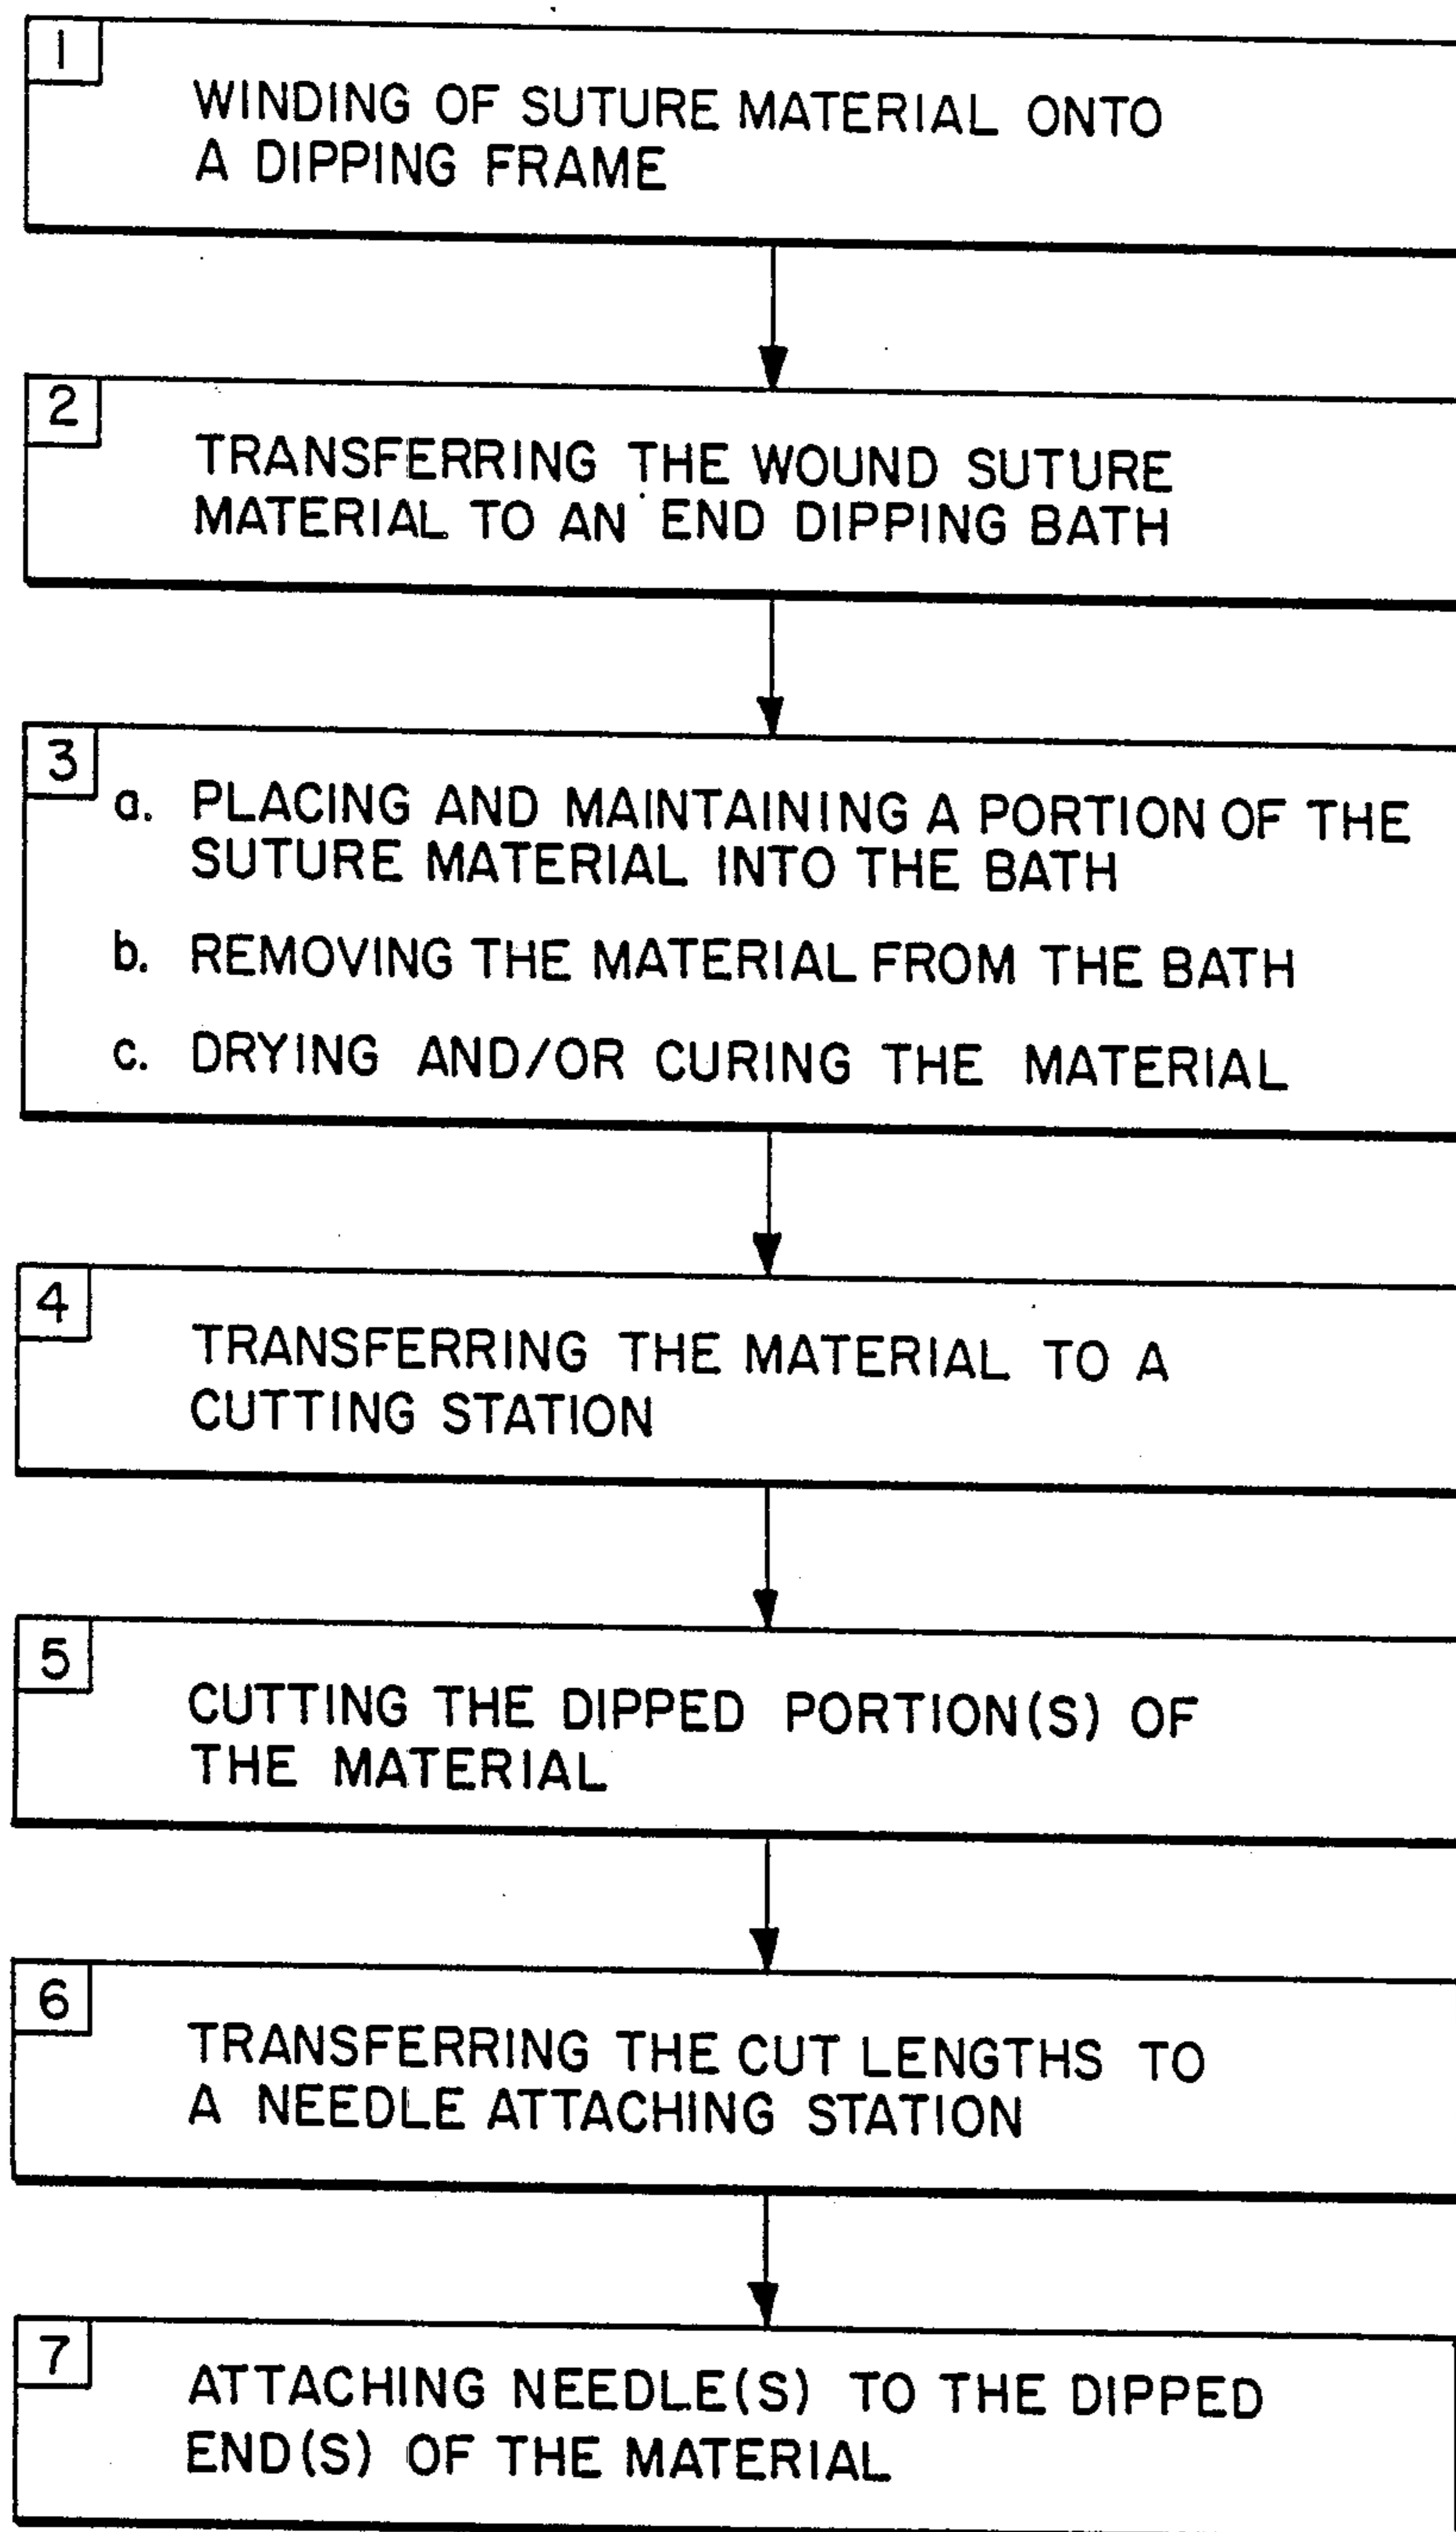 1
WINDING OF SUTURE MATERIAL ONTO
A DIPPING FRAME
2
TRANSFERRING THE WOUND SUTURE
MATERIAL TO AN END DIPPING BATH
3
a. PLACING AND MAINTAINING A PORTION OF THE
SUTURE MATERIAL INTO THE BATH
b. REMOVING THE MATERIAL FROM THE BATH
c. DRYING AND/OR CURING THE MATERIAL
4
TRANSFERRING THE MATERIAL TO A
CUTTING STATION
5
CUTTING THE DIPPED PORTION(S) OF
THE MATERIAL
6
TRANSFERRING THE CUT LENGTHS TO
A NEEDLE ATTACHING STATION
7
ATTACHING NEEDLE(S) TO THE DIPPED
END(S) OF THE MATERIAL